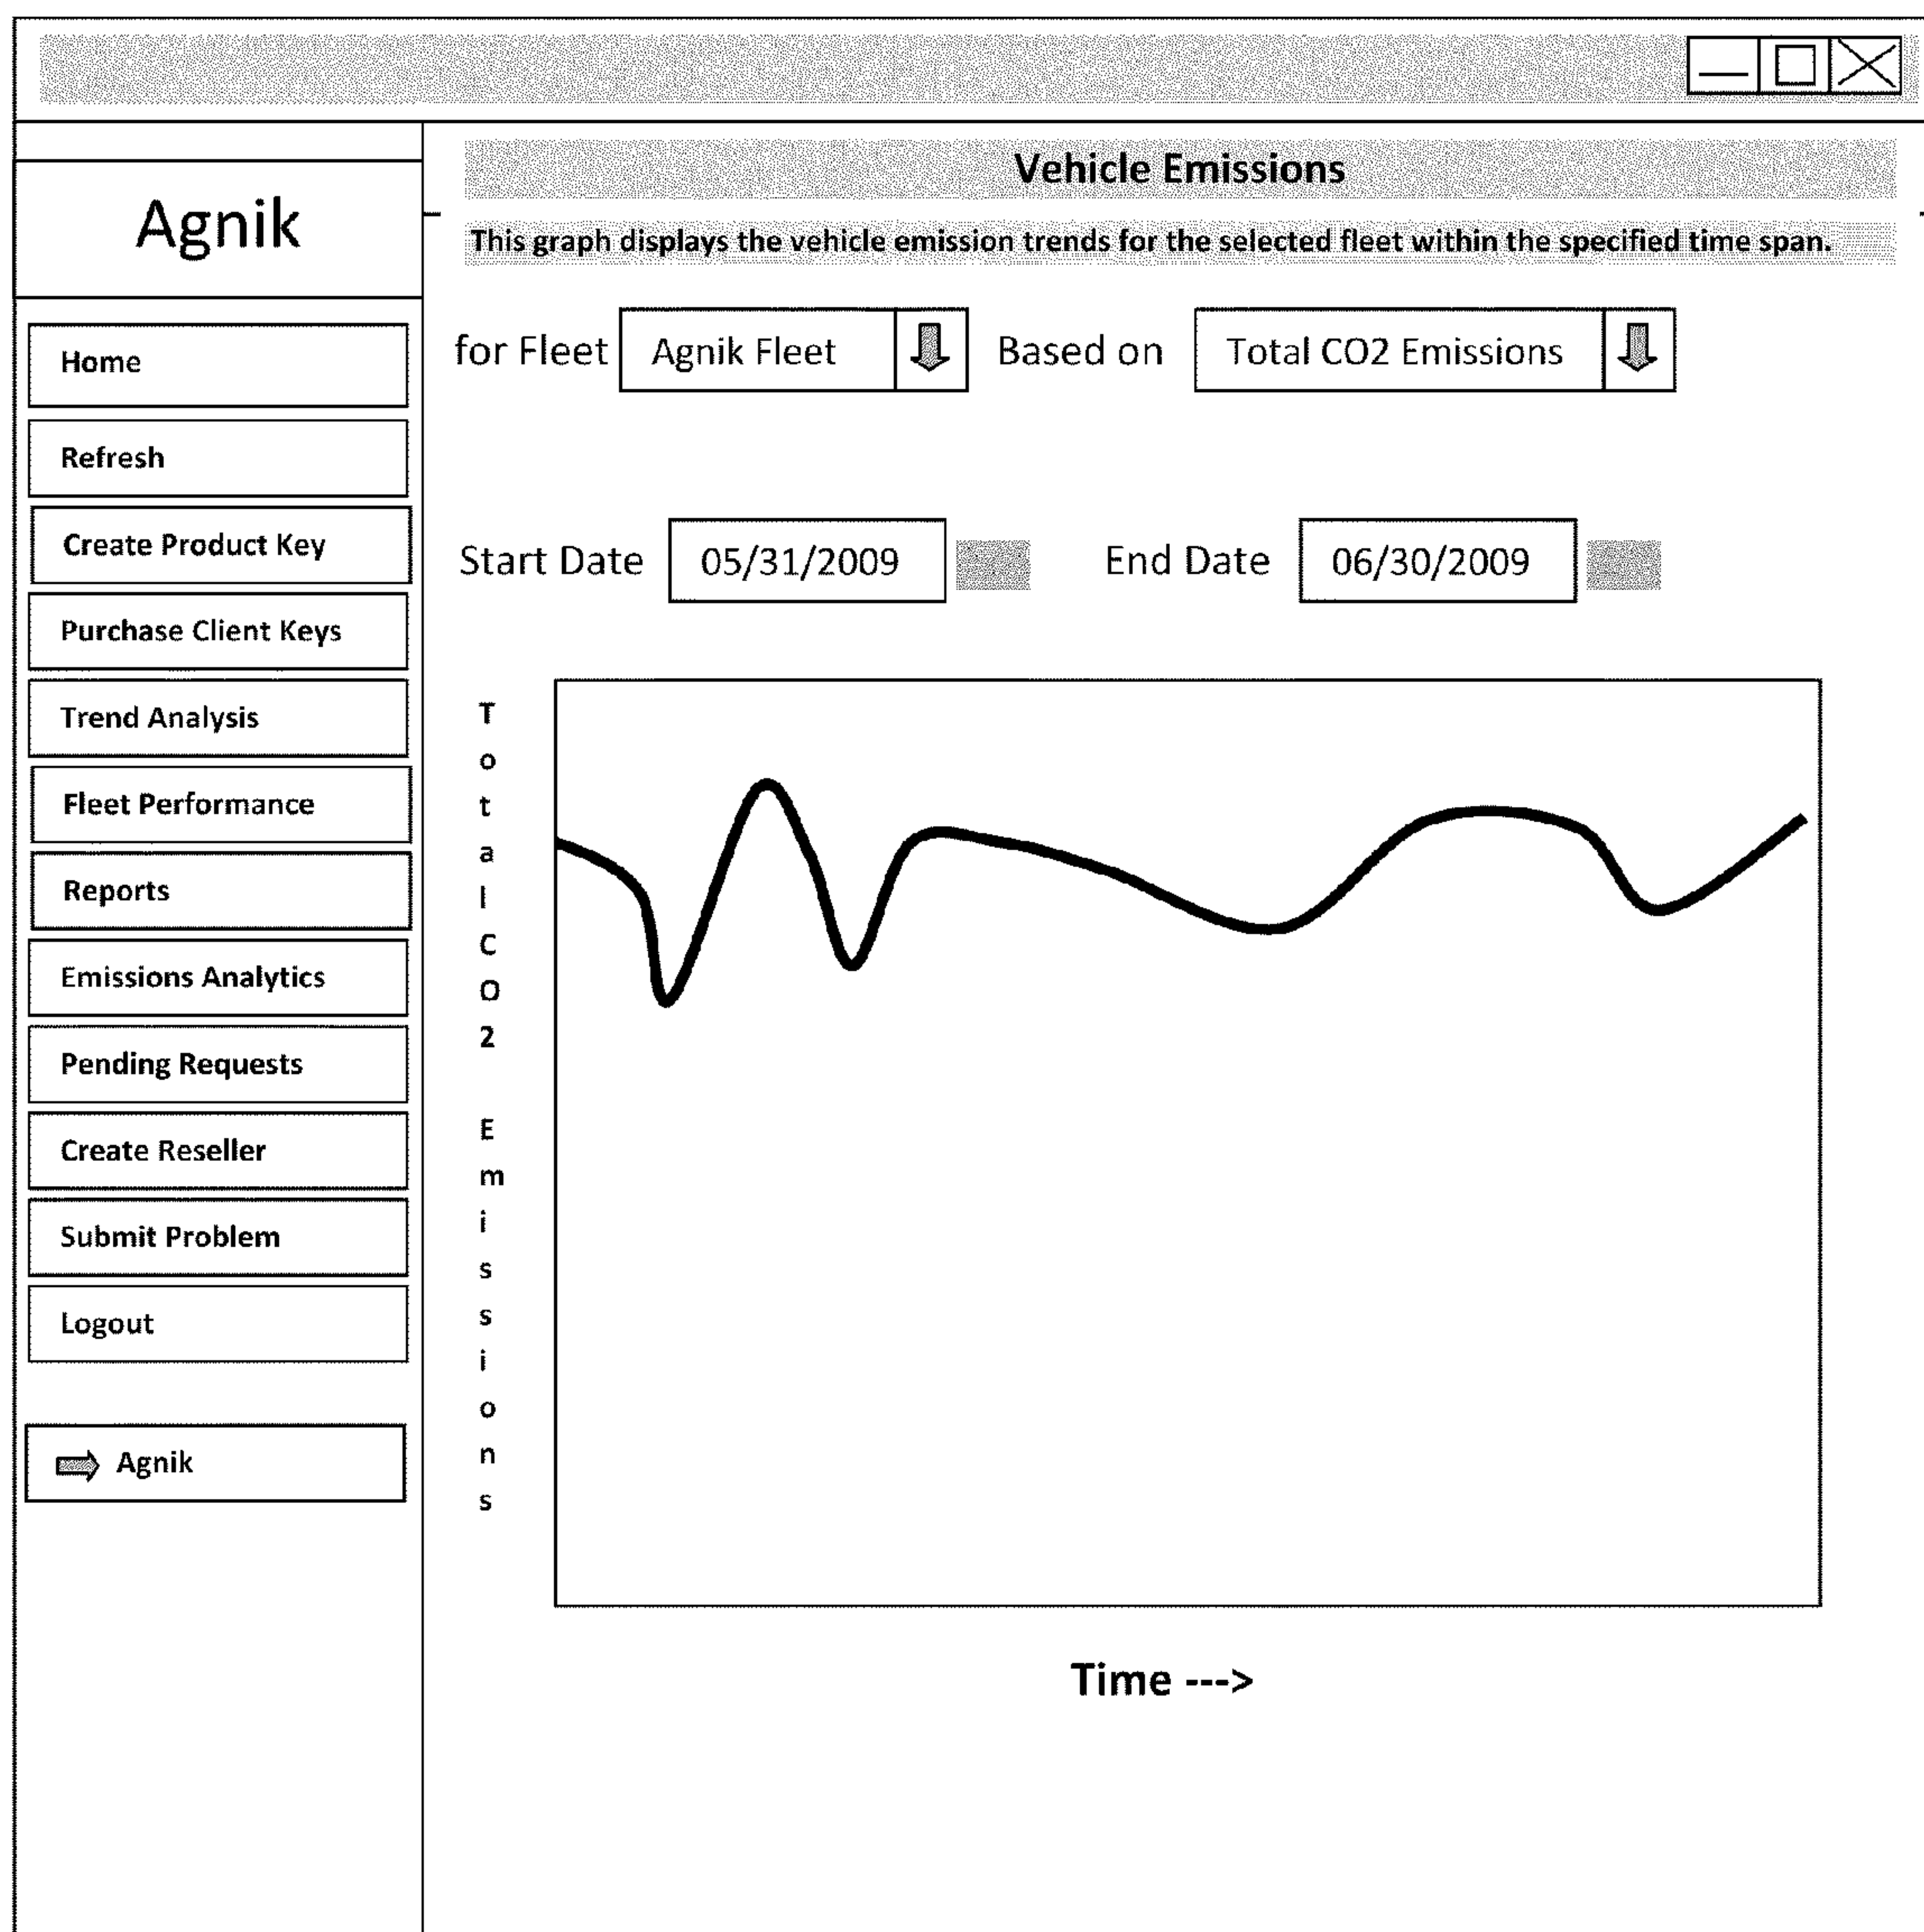 Agnik
Home
Refresh
Create Product Key
Purchase Client Keys
Trend Analysis
Fleet Performance
Reports
Emissions Analytics
Pending Requests
Create Reseller
Submit Problem
Logout
Agnik
Vehicle Emissions
This graph displays the vehicle emission trends for the selected fleet within the specified time span.
for Fleet Agnik Fleet Based on Total CO2 Emissions
Start Date 05/31/2009 End Date 06/30/2009
Total CO2 Emissions
Time --->